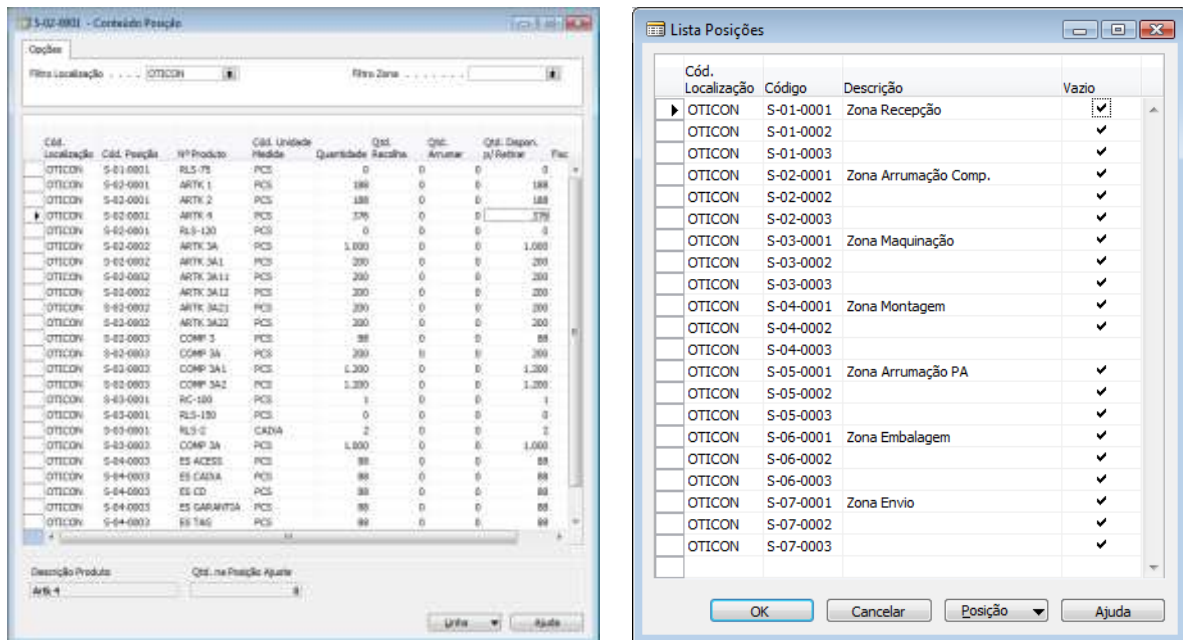 S-02-0001 - Conteúdo Posição
Opções
Filtro Localização . . . . OTICON Filtro Zona . . . . . . .
Cód. Localização Cód. Posição Nº Produto Cód. Unidade Medida Quantidade Qtd. Recolha Qtd. Arrumar Qtd. Dispon. p/ Retirar
OTICON S-01-0001 RLS-75 PCS 0 0 0 0
OTICON S-02-0001 ARTK 1 PCS 188 0 0 188
OTICON S-02-0001 ARTK 2 PCS 188 0 0 188
OTICON S-02-0001 ARTK 4 PCS 376 0 0 376
OTICON S-02-0001 RLS-120 PCS 0 0 0 0
OTICON S-02-0002 ARTK 3A PCS 1.000 0 0 1.000
OTICON S-02-0002 ARTK 3A1 PCS 200 0 0 200
OTICON S-02-0002 ARTK 3A11 PCS 200 0 0 200
OTICON S-02-0002 ARTK 3A12 PCS 200 0 0 200
OTICON S-02-0002 ARTK 3A21 PCS 200 0 0 200
OTICON S-02-0002 ARTK 3A22 PCS 200 0 0 200
OTICON S-02-0003 COMP 3 PCS 88 0 0 88
OTICON S-02-0003 COMP 3A PCS 200 0 0 200
OTICON S-02-0003 COMP 3A1 PCS 1.200 0 0 1.200
OTICON S-02-0003 COMP 3A2 PCS 1.200 0 0 1.200
OTICON S-03-0001 RC-100 PCS 1 0 0 1
OTICON S-03-0001 RLS-150 PCS 0 0 0 0
OTICON S-03-0001 RLS-2 CAIXA 2 0 0 2
OTICON S-03-0003 COMP 3A PCS 1.000 0 0 1.000
OTICON S-04-0003 ES ACESS PCS 88 0 0 88
OTICON S-04-0003 ES CAIXA PCS 88 0 0 88
OTICON S-04-0003 ES CD PCS 88 0 0 88
OTICON S-04-0003 ES GARANTIA PCS 88 0 0 88
OTICON S-04-0003 ES TAG PCS 88 0 0 88
Descrição Produto Qtd. na Posição Ajuste
Artk 4 0
Linha Ajuda
Lista Posições
Cód.
Localização Código Descrição Vazio
OTICON S-01-0001 Zona Recepção
OTICON S-01-0002
OTICON S-01-0003
OTICON S-02-0001 Zona Arrumação Comp.
OTICON S-02-0002
OTICON S-02-0003
OTICON S-03-0001 Zona Maquinação
OTICON S-03-0002
OTICON S-03-0003
OTICON S-04-0001 Zona Montagem
OTICON S-04-0002
OTICON S-04-0003
OTICON S-05-0001 Zona Arrumação PA
OTICON S-05-0002
OTICON S-05-0003
OTICON S-06-0001 Zona Embalagem
OTICON S-06-0002
OTICON S-06-0003
OTICON S-07-0001 Zona Envio
OTICON S-07-0002
OTICON S-07-0003
OK Cancelar Posição Ajuda